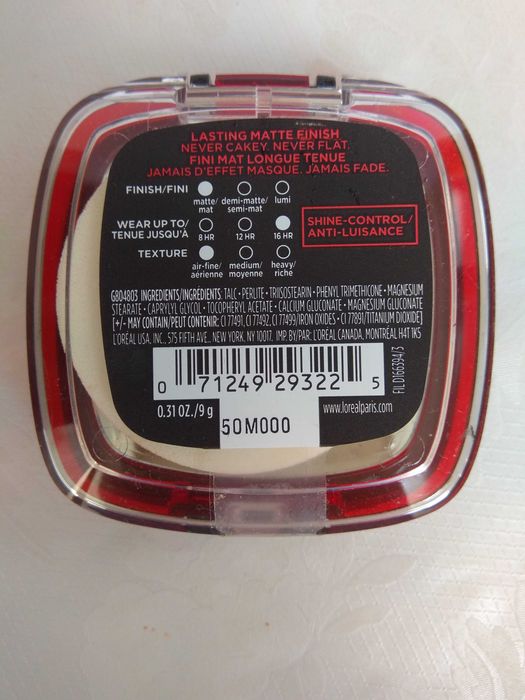 LASTING MATTE FINISH
NEVER CAKEY. NEVER FLAT.
FINI MAT LONGUE TENUE
JAMAIS D'EFFET MASQUE. JAMAIS FADE.
FINISH/FINI
matte/ demi-matte/ lumi
mat semi-mat
WEAR UP TO/
TENUE JUSQU'À 8 HR 12 HR 16 HR
SHINE-CONTROL/
ANTI-LUISANCE
TEXTURE
air-fine/ medium/ heavy/
aérienne moyenne riche
G804803 INGREDIENTS/INGRÉDIENTS: TALC • PERLITE • TRIISOSTEARIN • PHENYL TRIMETHICONE • MAGNESIUM
STEARATE • CAPRYLYL GLYCOL • TOCOPHERYL ACETATE • CALCIUM GLUCONATE • MAGNESIUM GLUCONATE
[+/- MAY CONTAIN/PEUT CONTENIR: CI 77491, CI 77492, CI 77499/IRON OXIDES • CI 77891/TITANIUM DIOXIDE]
L'ORÉAL USA, INC., 575 FIFTH AVE., NEW YORK, NY 10017. IMP. BY/PAR: L'ORÉAL CANADA, MONTRÉAL H4T 1K5
0 71249 29322 5
FIL D166394/3
0.31 OZ./9 g
50M000
www.lorealparis.com